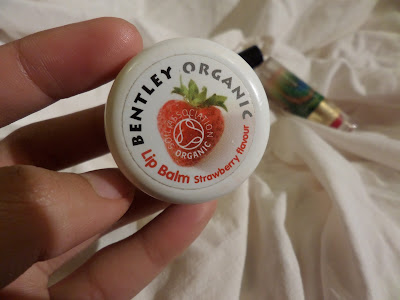 BENTLEY ORGANIC
SOIL ASSOCIATION
ORGANIC
Lip Balm Strawberry flavour